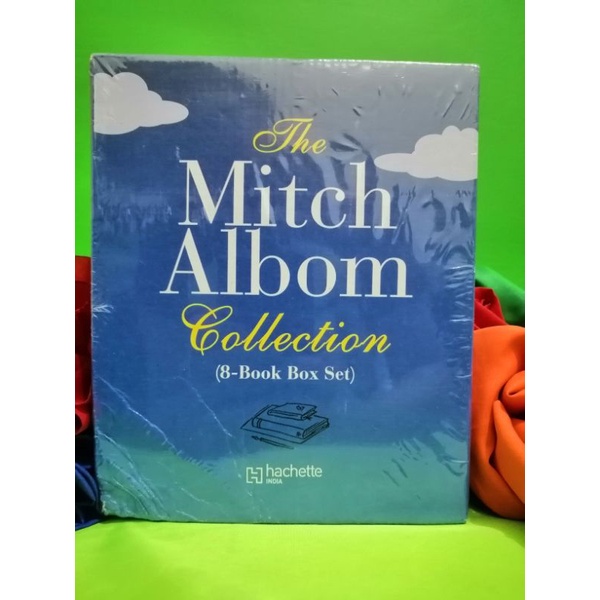 The
Mitch
Albom
Collection
(8-Book Box Set)
hachette
INDIA